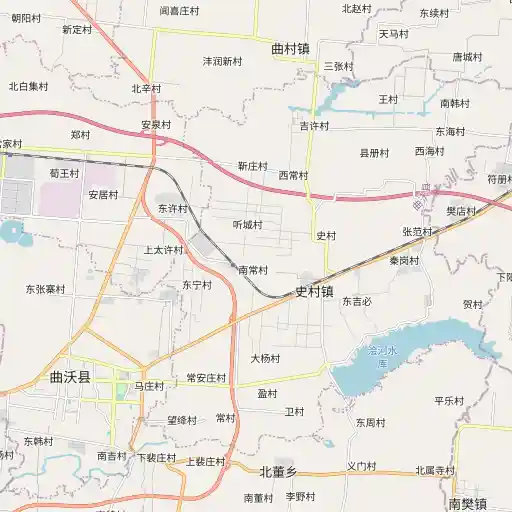 朝阳村
阎喜庄村
北赵村
东续村
新定村
天马村
曲村镇
沣润新村
三张村
唐城村
北白集村
北辛村
王村
南韩村
安泉村
吉许村
郑村
东海村
常家村
县册村
西海村
靳庄村
荀王村
西常村
符册村
安居村
东许村
樊店村
听城村
史村
张范村
上太许村
秦岗村
南常村
东宁村
东张寨村
史村镇
东吉必
贺村
浍河水
库
大杨村
曲沃县
马庄村
常安庄村
盈村
平乐村
卫村
望绛村
常村
东周村
东韩村
南吉村
下裴庄村
上裴庄村
北董乡
义门村
北属寺村
南董村
李野村
南樊镇